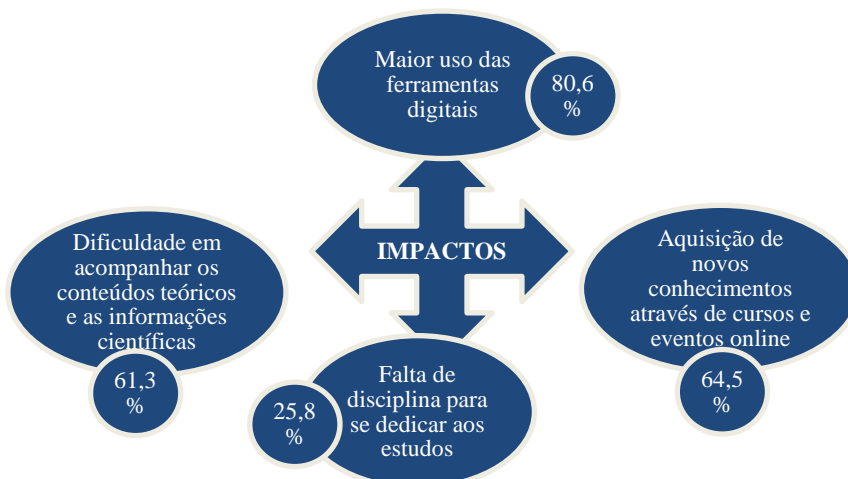 Maior uso das
ferramentas
digitais
80,6
%
IMPACTOS
Dificuldade em
acompanhar os
conteúdos teóricos
e as informações
científicas
61,3
%
Aquisição de
novos
conhecimentos
através de cursos e
eventos online
64,5
%
Falta de
disciplina para
se dedicar aos
estudos
25,8
%